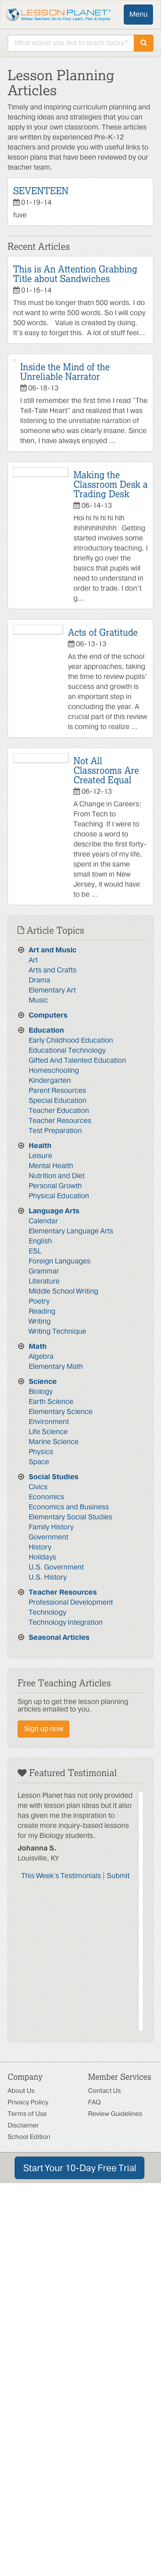 LESSONPLANET
Where Teachers Go to Find, Learn, Plan & Inspire
Menu
What would you like to teach today?
Lesson Planning
Articles
Timely and inspiring curriculum planning and
teaching ideas and strategies that you can
apply in your own classroom. These articles
are written by experienced Pre-K-12
teachers and provide you with useful links to
lesson plans that have been reviewed by our
teacher team.
SEVENTEEN
01-19-14
fuve
Recent Articles
This is An Attention Grabbing
Title about Sandwiches
01-16-14
This must be longer thatn 500 words. I do
not want to write 500 words. So I will copy
500 words.    Value is created by doing.
It's easy to forget this.  A lot of stuff feel…
Inside the Mind of the
Unreliable Narrator
06-18-13
I still remember the first time I read "The
Tell-Tale Heart" and realized that I was
listening to the unreliable narration of
someone who was clearly insane. Since
then, I have always enjoyed …
Making the
Classroom Desk a
Trading Desk
06-14-13
Hoi hi hi hi hi hih
ihihihihihihihih   Getting
started involves some
introductory teaching. I
briefly go over the
basics that pupils will
need to understand in
order to trade. I don't
g…
Acts of Gratitude
06-13-13
As the end of the school
year approaches, taking
the time to review pupils'
success and growth is
an important step in
concluding the year. A
crucial part of this review
is coming to realize …
Not All
Classrooms Are
Created Equal
06-12-13
A Change in Careers:
From Tech to
Teaching  If I were to
choose a word to
describe the first forty-
three years of my life,
spent in the same
small town in New
Jersey, it would have
to be …
Article Topics
Art and Music
Art
Arts and Crafts
Drama
Elementary Art
Music
Computers
Education
Early Childhood Education
Educational Technology
Gifted And Talented Education
Homeschooling
Kindergarten
Parent Resources
Special Education
Teacher Education
Teacher Resources
Test Preparation
Health
Leisure
Mental Health
Nutrition and Diet
Personal Growth
Physical Education
Language Arts
Calendar
Elementary Language Arts
English
ESL
Foreign Languages
Grammar
Literature
Middle School Writing
Poetry
Reading
Writing
Writing Technique
Math
Algebra
Elementary Math
Science
Biology
Earth Science
Elementary Science
Environment
Life Science
Marine Science
Physics
Space
Social Studies
Civics
Economics
Economics and Business
Elementary Social Studies
Family History
Government
History
Holidays
U.S. Government
U.S. History
Teacher Resources
Professional Development
Technology
Technology Integration
Seasonal Articles
Free Teaching Articles
Sign up to get free lesson planning
articles emailed to you.
Sign up now
Featured Testimonial
Lesson Planet has not only provided
me with lesson plan ideas but it also
has given me the inspiration to
create more inquiry-based lessons
for my Biology students.
Johanna S.
Louisville, KY
This Week's Testimonials | Submit
Company
About Us
Privacy Policy
Terms of Use
Disclaimer
School Edition
Member Services
Contact Us
FAQ
Review Guidelines
Start Your 10-Day Free Trial